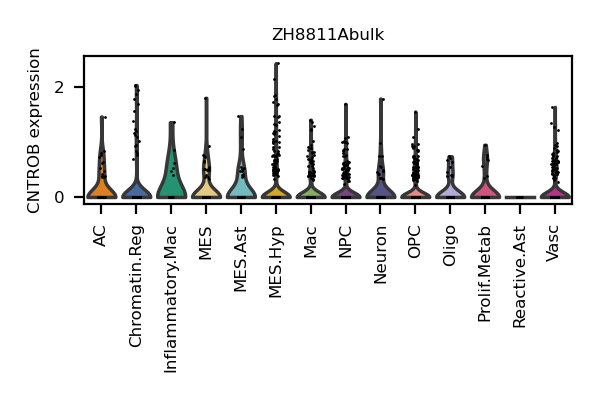 ZH8811Abulk
CNTROB expression
2
0
AC
Chromatin.Reg
Inflammatory.Mac
MES
MES.Ast
MES.Hyp
Mac
NPC
Neuron
OPC
Oligo
Prolif.Metab
Reactive.Ast
Vasc